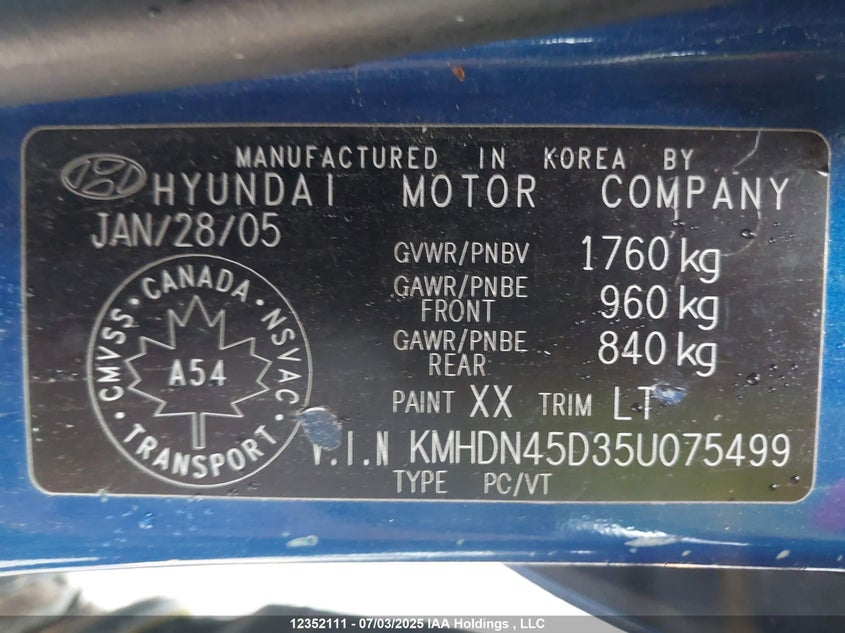 MANUFACTURED IN KOREA BY
HYUNDAI MOTOR COMPANY
JAN/28/05
GVWR/PNBV 1760 kg
GAWR/PNBE FRONT 960 kg
GAWR/PNBE REAR 840 kg
CANADA
CMVSS
NSVAC
A54
TRANSPORT
PAINT XX TRIM LT
V.I.N KMHDN45D35U075499
TYPE PC/VT
12352111 - 07/03/2025 IAA Holdings , LLC